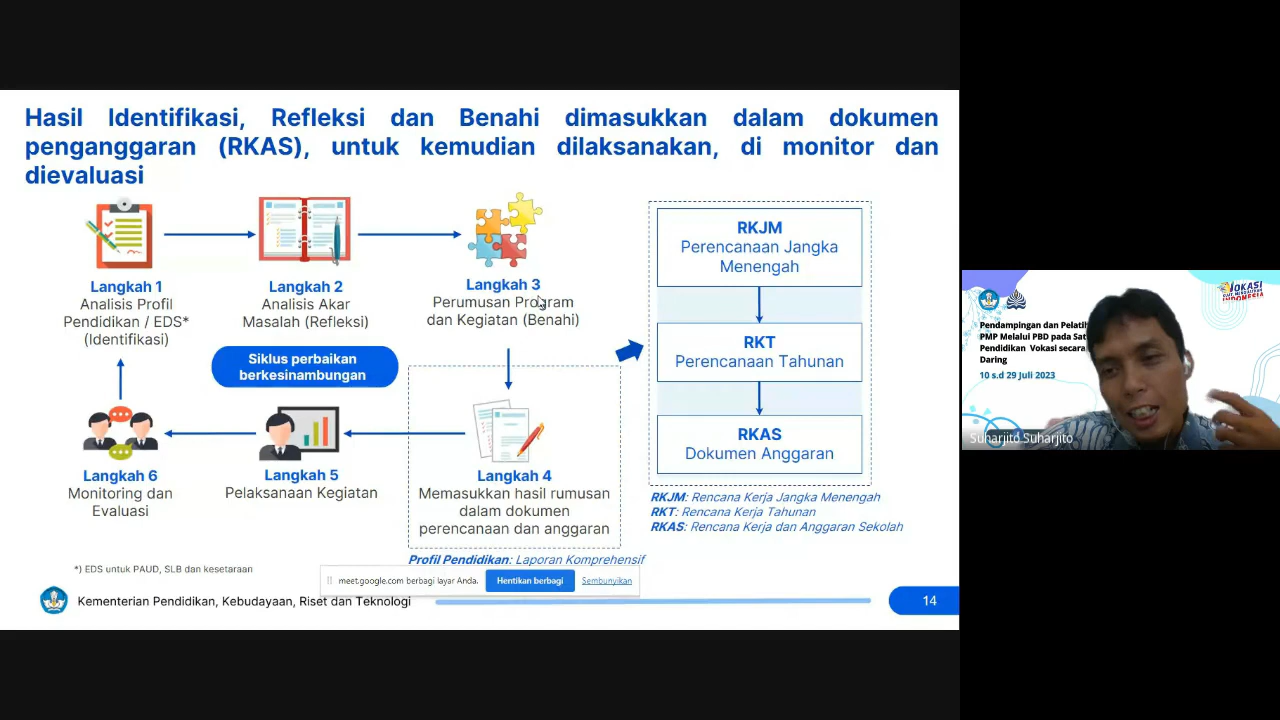 Hasil Identifikasi, Refleksi dan Benahi dimasukkan dalam dokumen
penganggaran (RKAS), untuk kemudian dilaksanakan, di monitor dan
dievaluasi
Langkah 1
Analisis Profil
Pendidikan / EDS*
(Identifikasi)
Langkah 2
Analisis Akar
Masalah (Refleksi)
Langkah 3
Perumusan Program
dan Kegiatan (Benahi)
Siklus perbaikan
berkesinambungan
Langkah 6
Monitoring dan
Evaluasi
Langkah 5
Pelaksanaan Kegiatan
Langkah 4
Memasukkan hasil rumusan
dalam dokumen
perencanaan dan anggaran
RKJM
Perencanaan Jangka
Menengah
RKT
Perencanaan Tahunan
RKAS
Dokumen Anggaran
RKJM: Rencana Kerja Jangka Menengah
RKT: Rencana Kerja Tahunan
RKAS: Rencana Kerja dan Anggaran Sekolah
Profil Pendidikan: Laporan Komprehensif
*) EDS untuk PAUD, SLB dan kesetaraan
meet.google.com berbagi layar Anda.
Hentikan berbagi
Sembunyikan
Kementerian Pendidikan, Kebudayaan, Riset dan Teknologi
14
VOKASI
INDONESIA
Pendampingan dan Pelatih
PMP Melalui PBD pada Sat
Pendidikan Vokasi secara
Daring
10 s.d 29 Juli 2023
Suharjito Suharjito